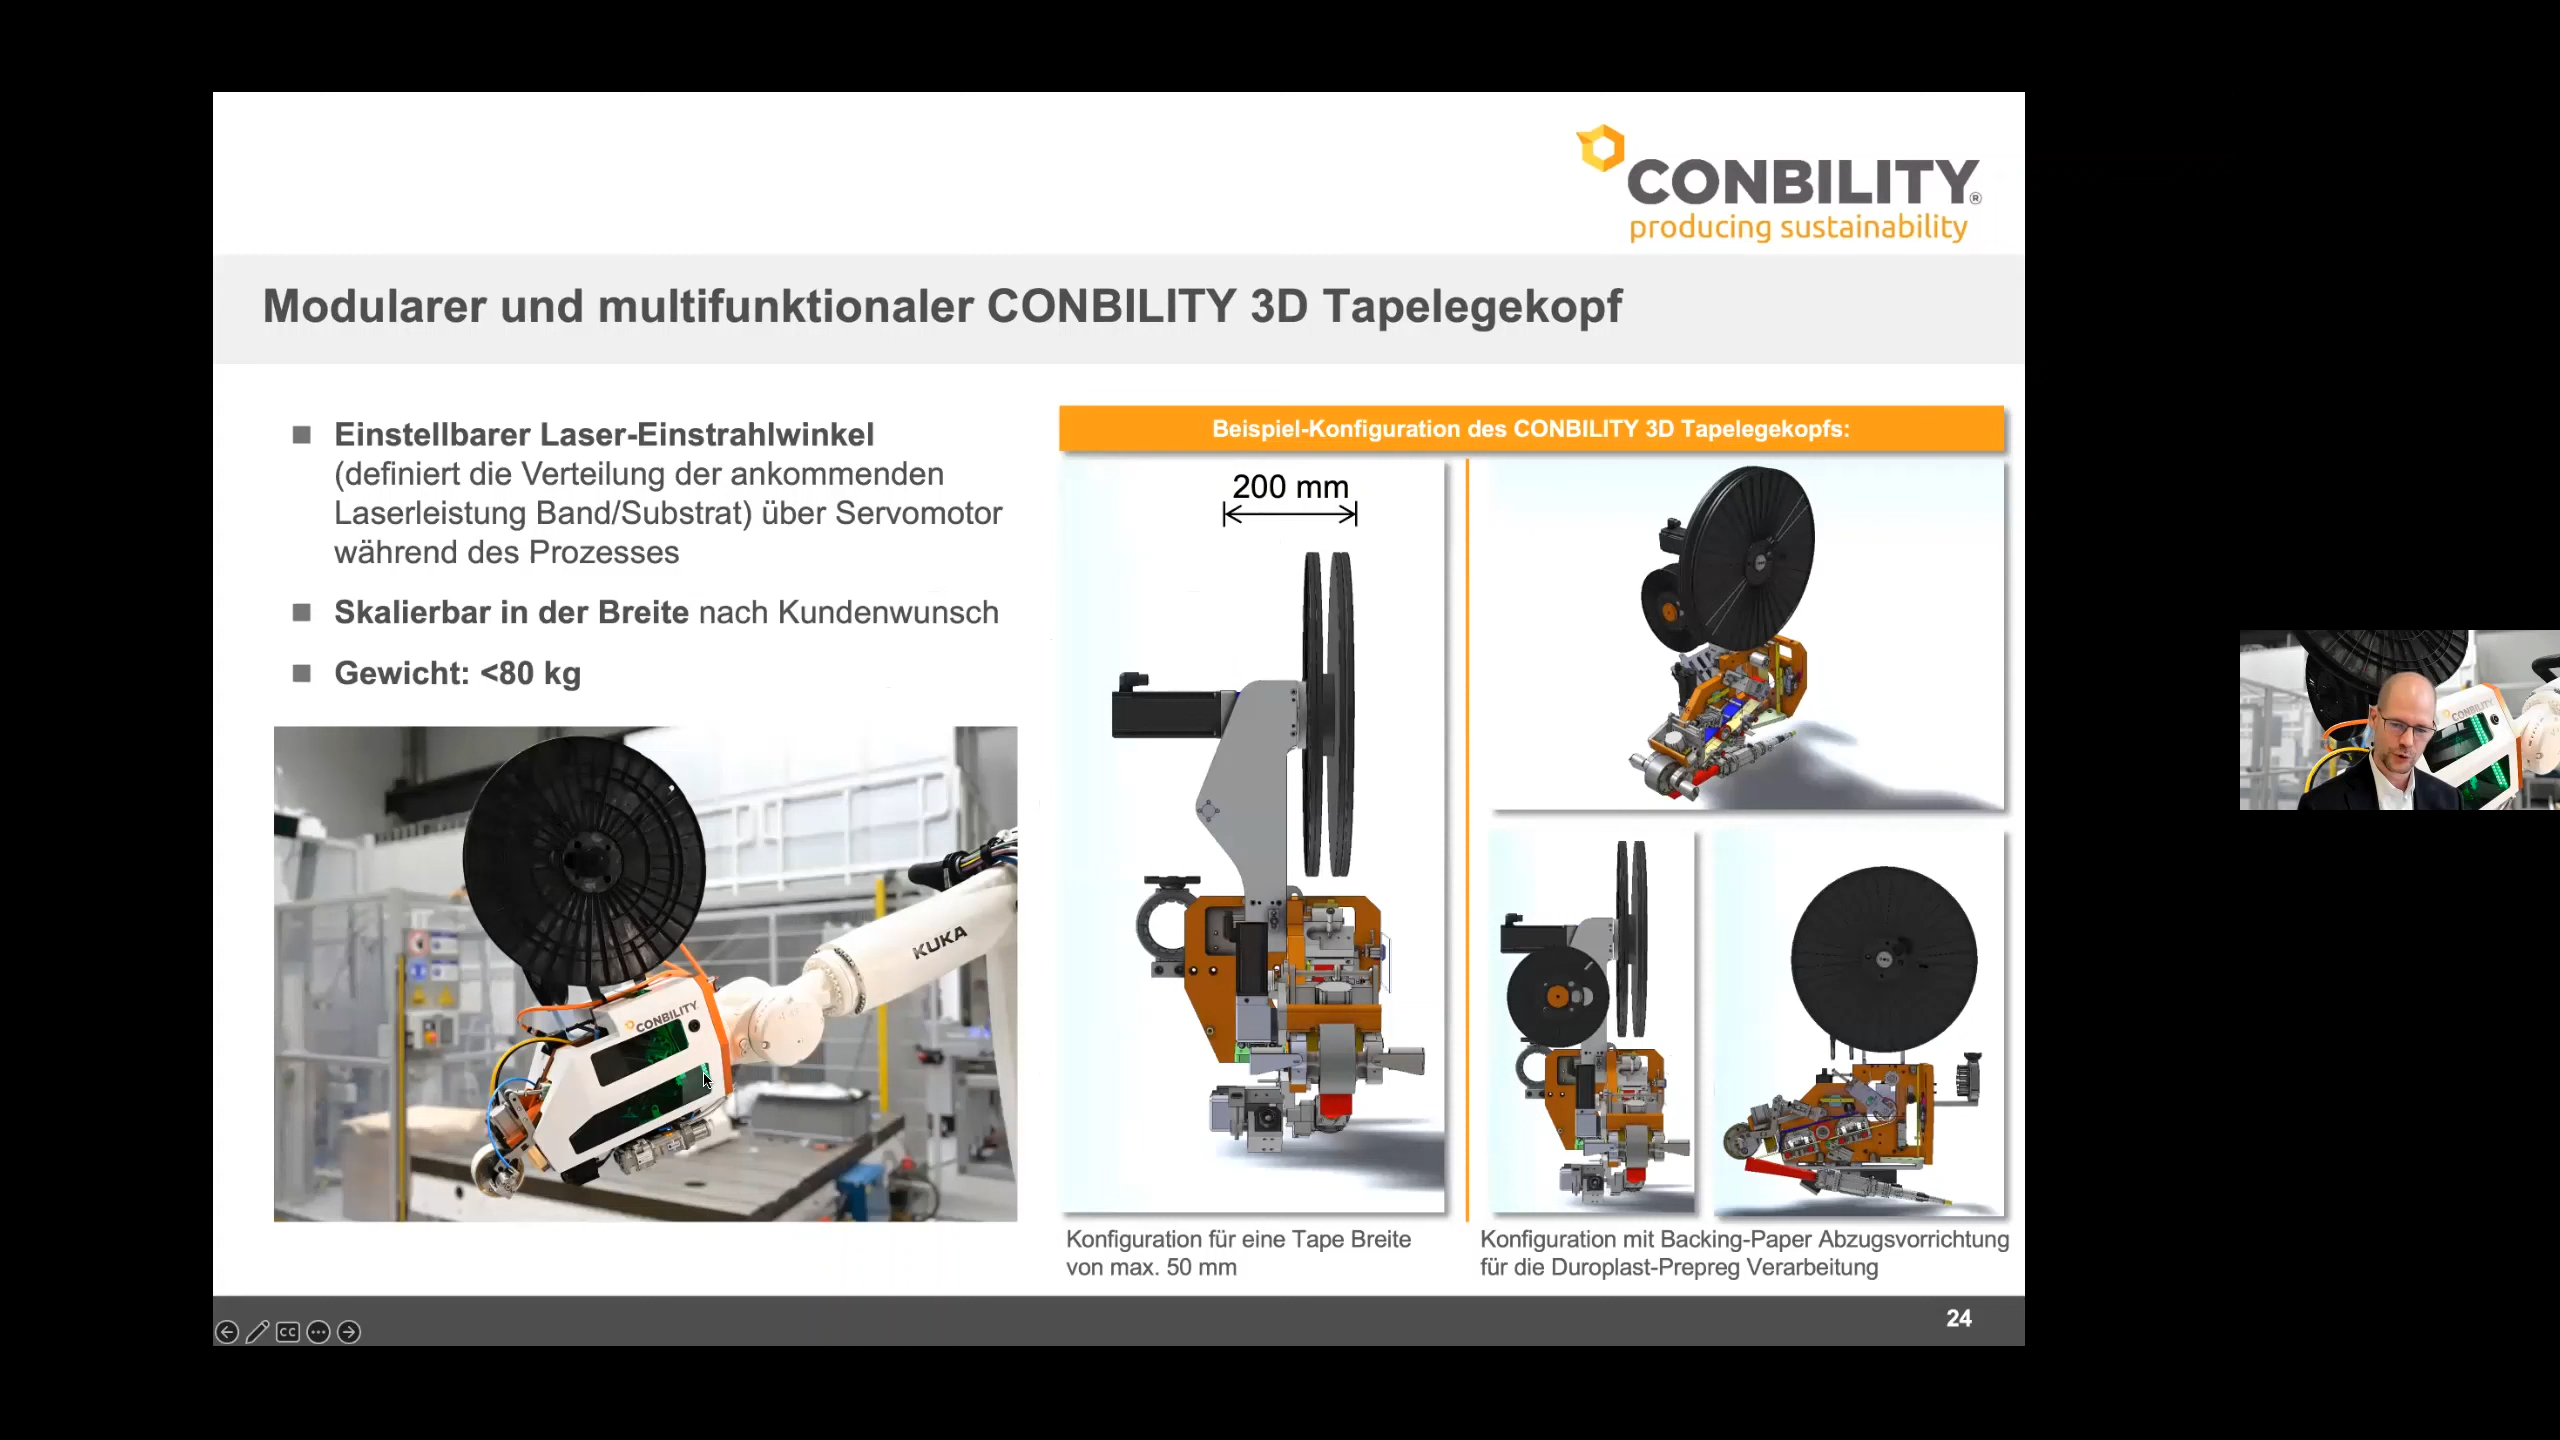 CONBILITY®
producing sustainability
Modularer und multifunktionaler CONBILITY 3D Tapelegekopf
Einstellbarer Laser-Einstrahlwinkel
(definiert die Verteilung der ankommenden
Laserleistung Band/Substrat) über Servomotor
während des Prozesses
Skalierbar in der Breite nach Kundenwunsch
Gewicht: <80 kg
KUKA
CONBILITY
Beispiel-Konfiguration des CONBILITY 3D Tapelegekopfs:
200 mm
Konfiguration für eine Tape Breite
von max. 50 mm
Konfiguration mit Backing-Paper Abzugsvorrichtung
für die Duroplast-Prepreg Verarbeitung
24
CC
CONBILITY